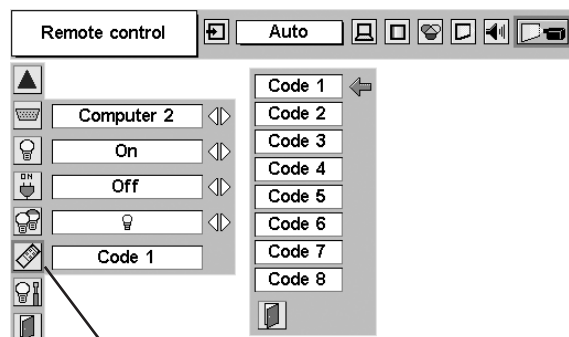 Remote control Auto
Computer 2
On
ON
Off
Code 1
Code 1
Code 2
Code 3
Code 4
Code 5
Code 6
Code 7
Code 8